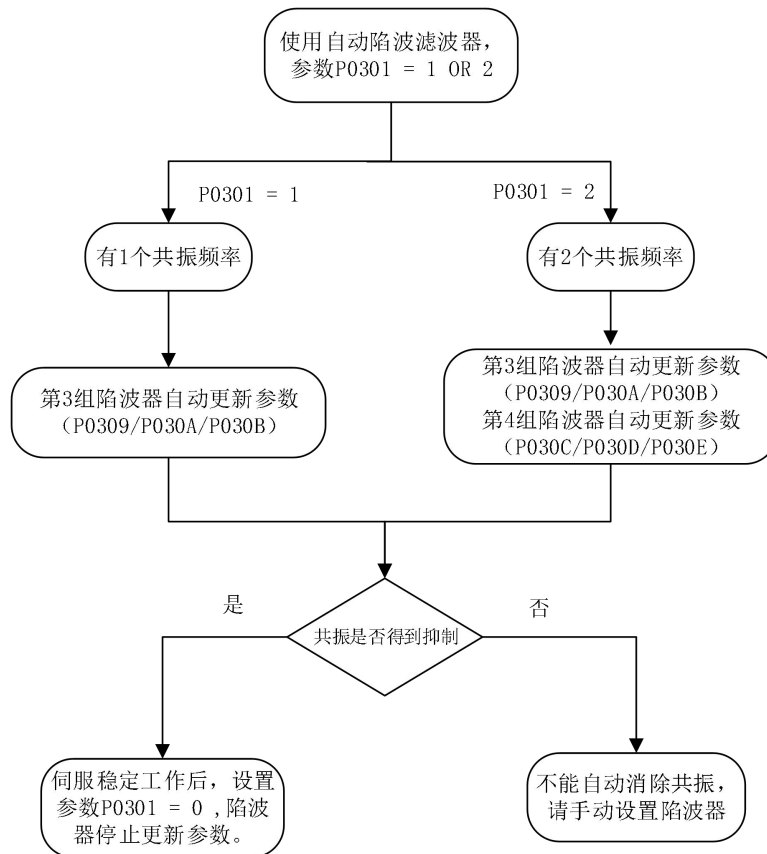 使用自动陷波滤波器，
参数P0301 = 1 OR 2
P0301 = 1
P0301 = 2
有1个共振频率
有2个共振频率
第3组陷波器自动更新参数
（P0309/P030A/P030B）
第3组陷波器自动更新参数
（P0309/P030A/P030B）
第4组陷波器自动更新参数
（P030C/P030D/P030E）
是
否
共振是否得到抑制
伺服稳定工作后，设置
参数P0301 = 0 ,陷波
器停止更新参数。
不能自动消除共振，
请手动设置陷波器